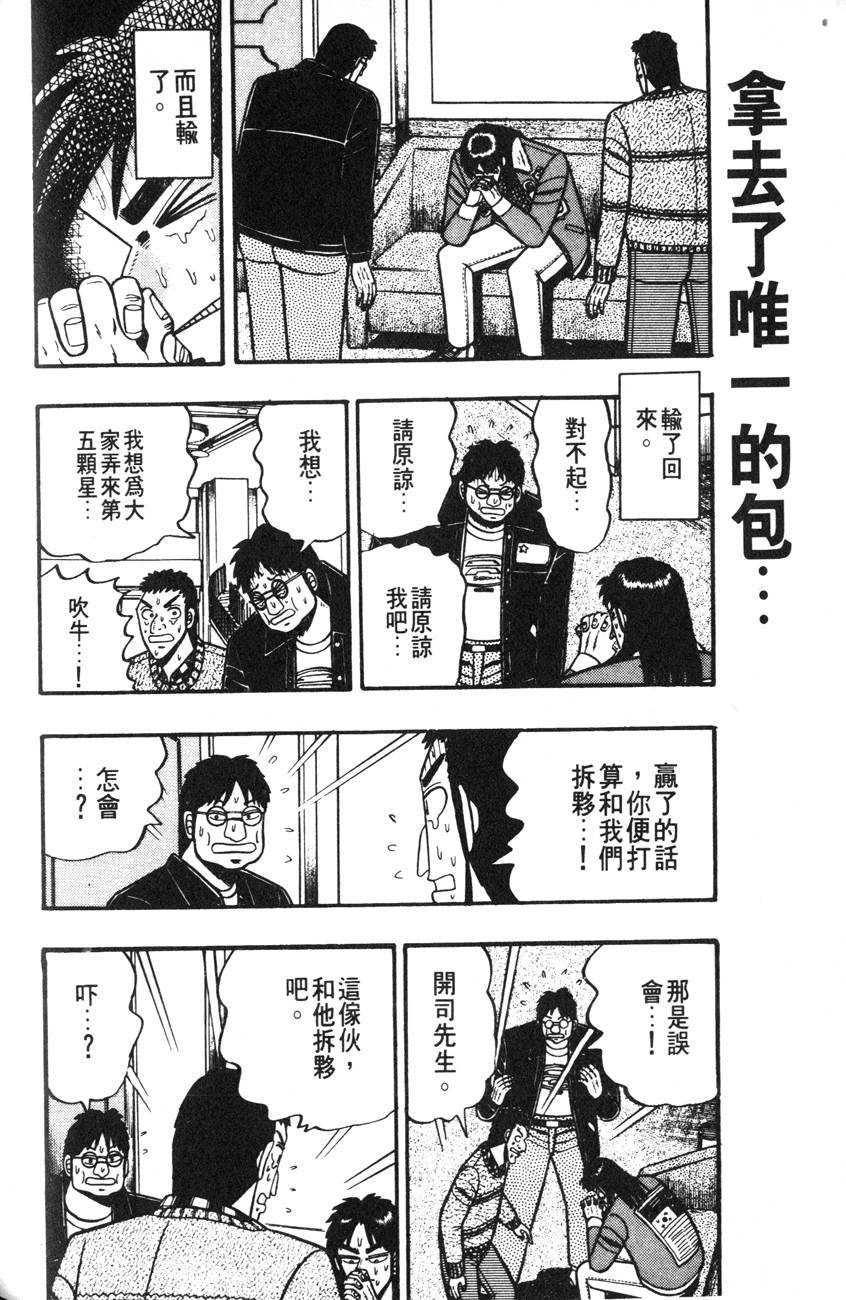 拿去了唯一的包…
而且輸
了。
輸了回
來。
對不起…
請原諒…
請原諒
我吧…
我想…
我想爲大
家弄來第
五顆星…
吹牛…!
贏了的話
,你便打
算和我們
拆夥…!
怎會
…?
那是誤
會…!
開司先生。
這傢伙,
和他拆夥
吧。
吓…?